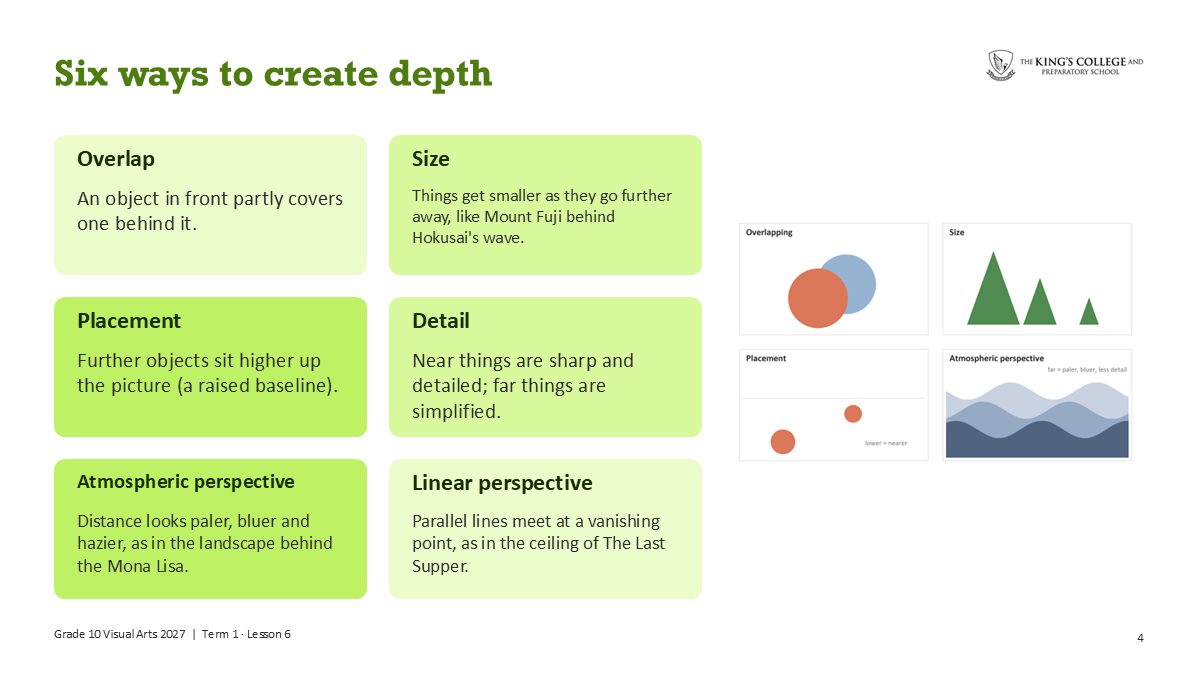 Six ways to create depth
THE KING'S COLLEGE AND
PREPARATORY SCHOOL
Overlap
An object in front partly covers
one behind it.
Size
Things get smaller as they go further
away, like Mount Fuji behind
Hokusai's wave.
Placement
Further objects sit higher up
the picture (a raised baseline).
Detail
Near things are sharp and
detailed; far things are
simplified.
Atmospheric perspective
Distance looks paler, bluer and
hazier, as in the landscape behind
the Mona Lisa.
Linear perspective
Parallel lines meet at a vanishing
point, as in the ceiling of The Last
Supper.
Overlapping
Size
Placement
lower = nearer
Atmospheric perspective
far = paler, bluer, less detail
Grade 10 Visual Arts 2027 | Term 1 · Lesson 6
4